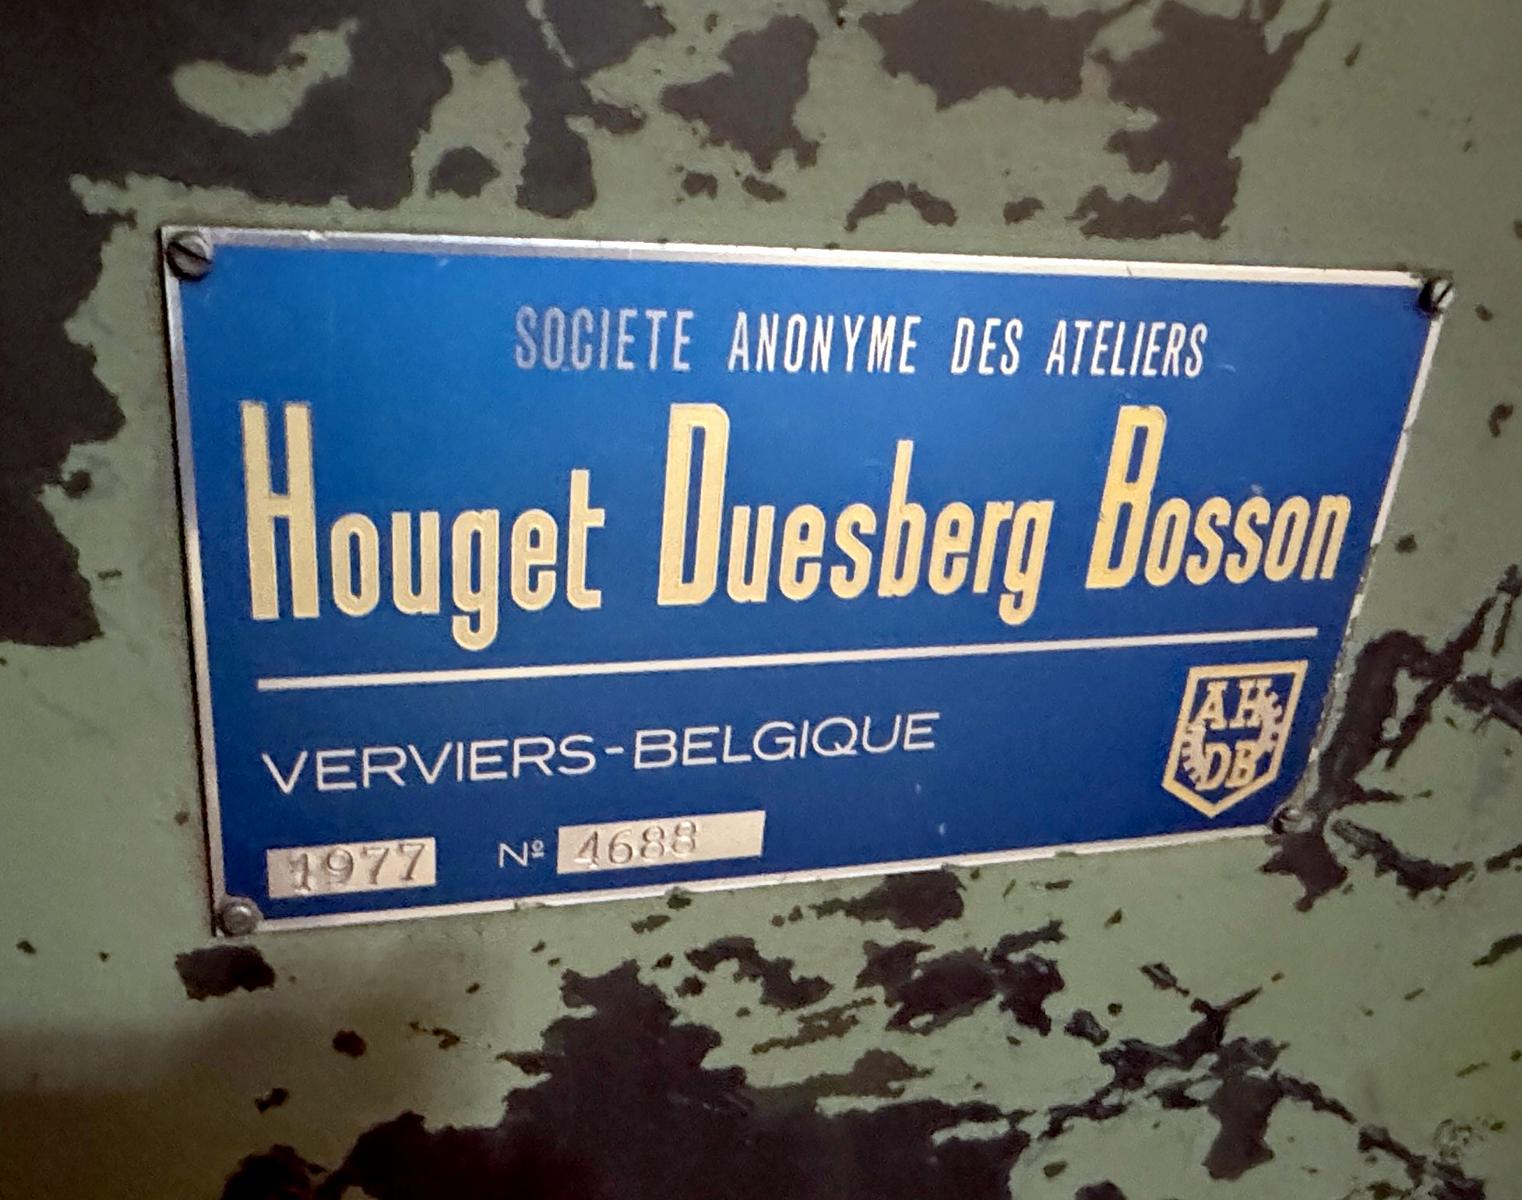 SOCIETE ANONYME DES ATELIERS
Houget Duesberg Bosson
VERVIERS-BELGIQUE
AH
DB
1977 Nº 4688